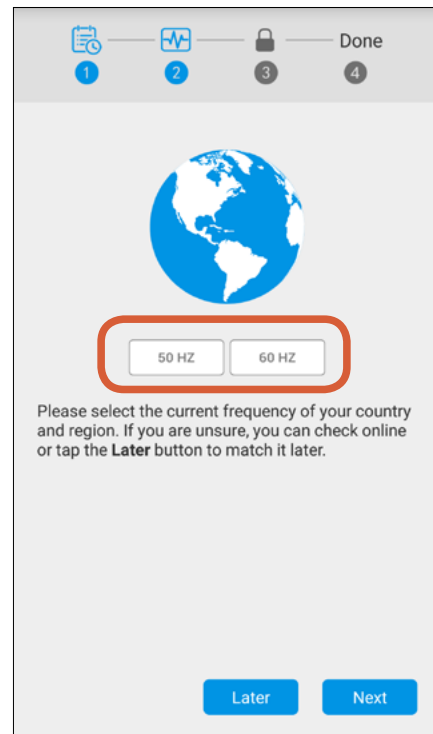 Done
1 2 3 4
50 HZ 60 HZ
Please select the current frequency of your country
and region. If you are unsure, you can check online
or tap the Later button to match it later.
Later Next